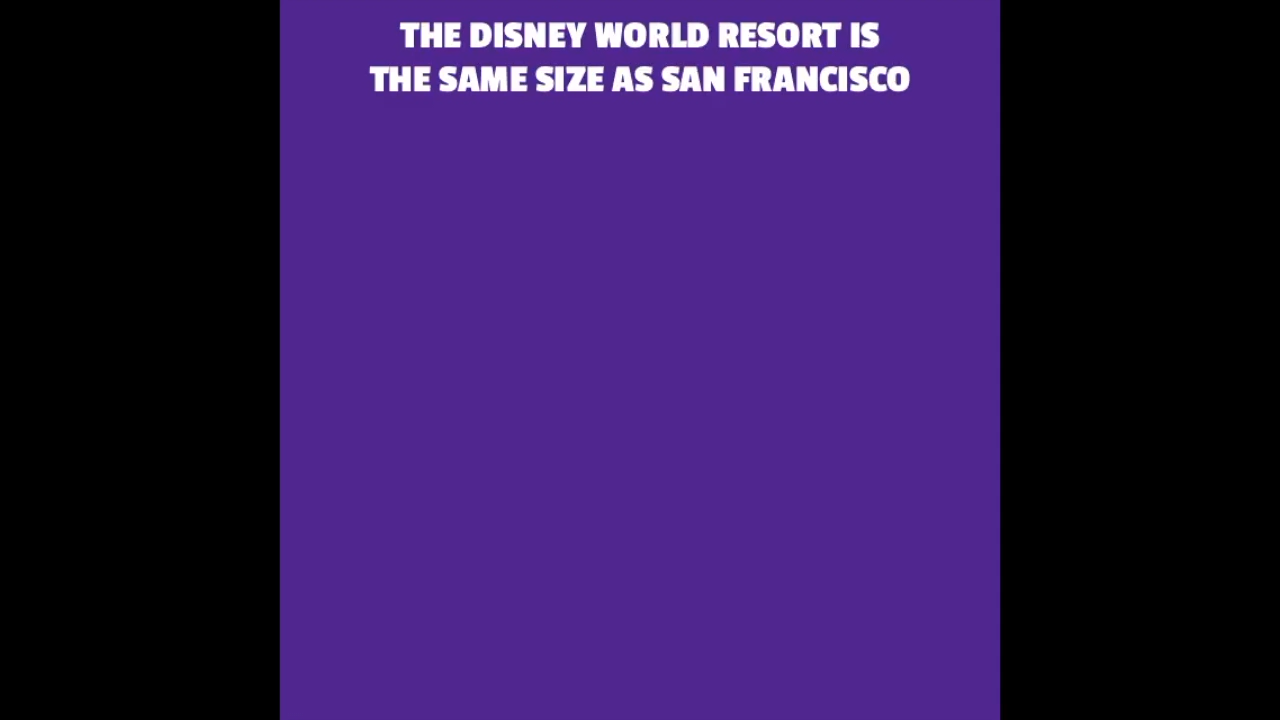 THE DISNEY WORLD RESORT IS
THE SAME SIZE AS SAN FRANCISCO